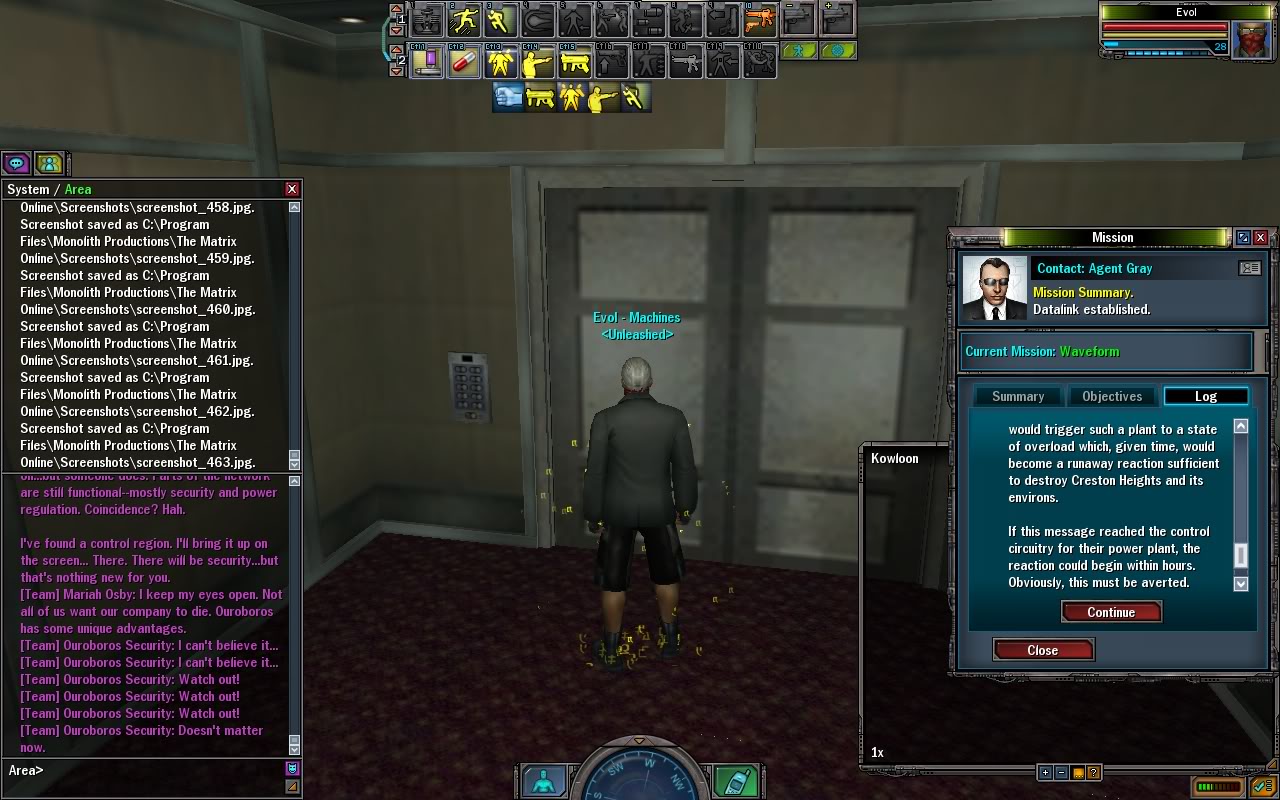 Evol
28
System / Area
Online\Screenshots\screenshot_458.jpg.
Screenshot saved as C:\Program
Files\Monolith Productions\The Matrix
Online\Screenshots\screenshot_459.jpg.
Screenshot saved as C:\Program
Files\Monolith Productions\The Matrix
Online\Screenshots\screenshot_460.jpg.
Screenshot saved as C:\Program
Files\Monolith Productions\The Matrix
Online\Screenshots\screenshot_461.jpg.
Screenshot saved as C:\Program
Files\Monolith Productions\The Matrix
Online\Screenshots\screenshot_462.jpg.
Screenshot saved as C:\Program
Files\Monolith Productions\The Matrix
Online\Screenshots\screenshot_463.jpg.
are still functional--mostly security and power
regulation. Coincidence? Hah.
I've found a control region. I'll bring it up on
the screen... There. There will be security...but
that's nothing new for you.
[Team] Mariah Osby: I keep my eyes open. Not
all of us want our company to die. Ouroboros
has some unique advantages.
[Team] Ouroboros Security: I can't believe it...
[Team] Ouroboros Security: I can't believe it...
[Team] Ouroboros Security: Watch out!
[Team] Ouroboros Security: Watch out!
[Team] Ouroboros Security: Watch out!
[Team] Ouroboros Security: Doesn't matter
now.
Area>
Evol - Machines
<Unleashed>
Mission
Contact: Agent Gray
Mission Summary.
Datalink established.
Current Mission: Waveform
Summary Objectives Log
would trigger such a plant to a state
of overload which, given time, would
become a runaway reaction sufficient
to destroy Creston Heights and its
environs.
If this message reached the control
circuitry for their power plant, the
reaction could begin within hours.
Obviously, this must be averted.
Continue
Close
Kowloon
1x
S SW W NW